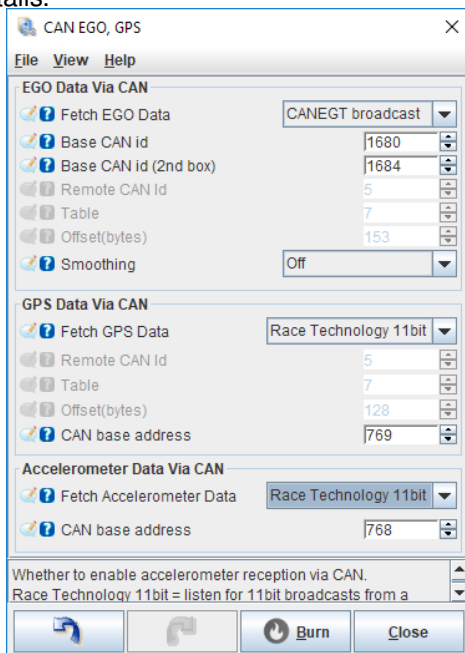 CAN EGO, GPS
File View Help
EGO Data Via CAN
Fetch EGO Data CANEGT broadcast
Base CAN id 1680
Base CAN id (2nd box) 1684
Remote CAN Id 5
Table 7
Offset(bytes) 153
Smoothing Off
GPS Data Via CAN
Fetch GPS Data Race Technology 11bit
Remote CAN Id 5
Table 7
Offset(bytes) 128
CAN base address 769
Accelerometer Data Via CAN
Fetch Accelerometer Data Race Technology 11bit
CAN base address 768
Whether to enable accelerometer reception via CAN.
Race Technology 11bit = listen for 11bit broadcasts from a
Burn Close